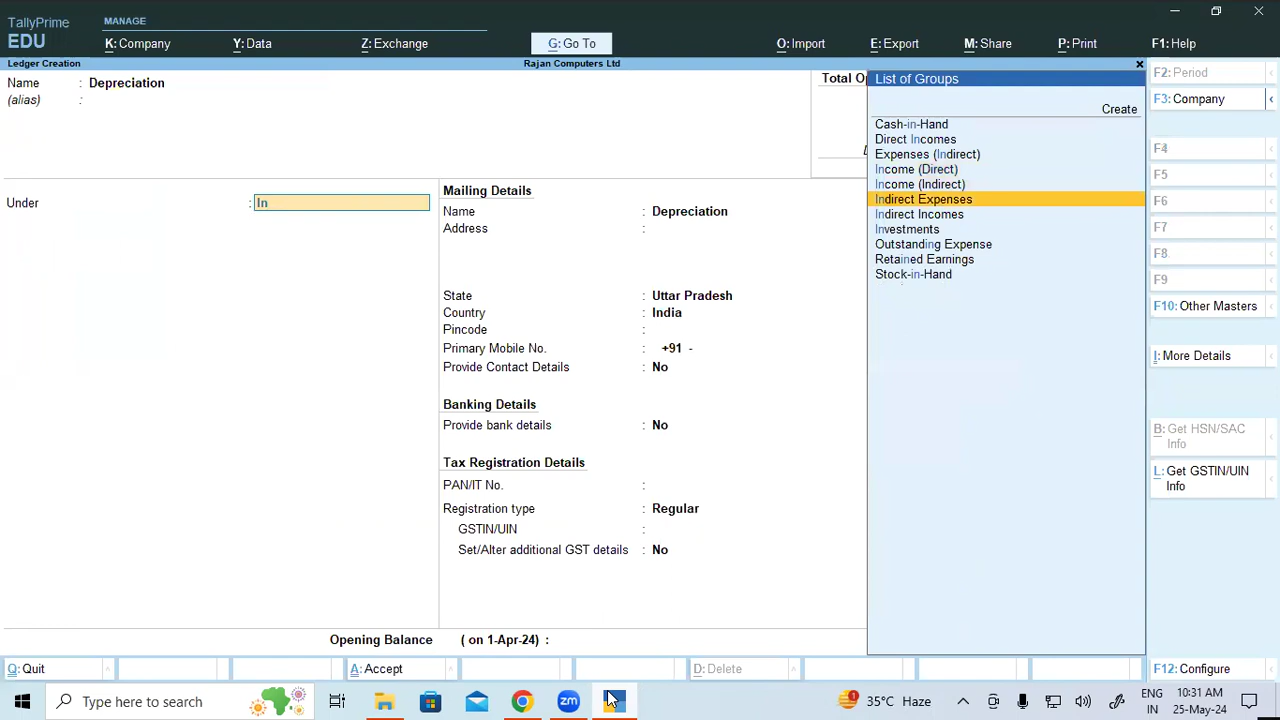 TallyPrime
EDU
MANAGE
K: Company
Y: Data
Z: Exchange
G: Go To
O: Import
E: Export
M: Share
P: Print
F1: Help
Ledger Creation
Rajan Computers Ltd
Name : Depreciation
(alias) :
Total Op
Under : In
Mailing Details
Name : Depreciation
Address :
State : Uttar Pradesh
Country : India
Pincode :
Primary Mobile No. : +91 -
Provide Contact Details : No
Banking Details
Provide bank details : No
Tax Registration Details
PAN/IT No. :
Registration type : Regular
GSTIN/UIN :
Set/Alter additional GST details : No
Opening Balance ( on 1-Apr-24) :
List of Groups
Create
Cash-in-Hand
Direct Incomes
Expenses (Indirect)
Income (Direct)
Income (Indirect)
Indirect Expenses
Indirect Incomes
Investments
Outstanding Expense
Retained Earnings
Stock-in-Hand
F2: Period
F3: Company
F4
F5
F6
F7
F8
F9
F10: Other Masters
I: More Details
B: Get HSN/SAC
Info
L: Get GSTIN/UIN
Info
F12: Configure
Q: Quit
A: Accept
D: Delete
Type here to search
35°C Haze
ENG
IN
10:31 AM
25-May-24